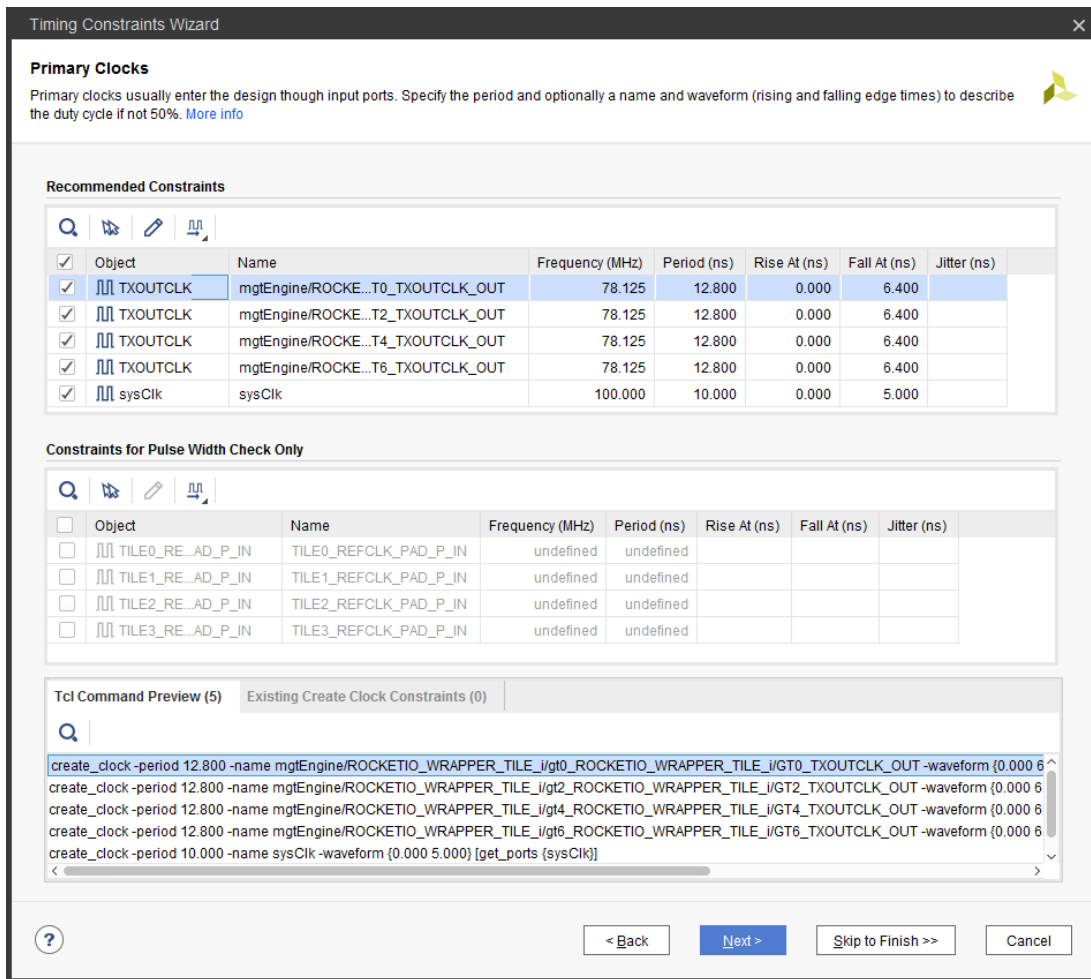 Timing Constraints Wizard
Primary Clocks
Primary clocks usually enter the design though input ports. Specify the period and optionally a name and waveform (rising and falling edge times) to describe
the duty cycle if not 50%. More info
Recommended Constraints
Object Name Frequency (MHz) Period (ns) Rise At (ns) Fall At (ns) Jitter (ns)
TXOUTCLK mgtEngine/ROCKE...T0_TXOUTCLK_OUT 78.125 12.800 0.000 6.400
TXOUTCLK mgtEngine/ROCKE...T2_TXOUTCLK_OUT 78.125 12.800 0.000 6.400
TXOUTCLK mgtEngine/ROCKE...T4_TXOUTCLK_OUT 78.125 12.800 0.000 6.400
TXOUTCLK mgtEngine/ROCKE...T6_TXOUTCLK_OUT 78.125 12.800 0.000 6.400
sysClk sysClk 100.000 10.000 0.000 5.000
Constraints for Pulse Width Check Only
Object Name Frequency (MHz) Period (ns) Rise At (ns) Fall At (ns) Jitter (ns)
TILE0_RE...AD_P_IN TILE0_REFCLK_PAD_P_IN undefined undefined
TILE1_RE...AD_P_IN TILE1_REFCLK_PAD_P_IN undefined undefined
TILE2_RE...AD_P_IN TILE2_REFCLK_PAD_P_IN undefined undefined
TILE3_RE...AD_P_IN TILE3_REFCLK_PAD_P_IN undefined undefined
Tcl Command Preview (5) Existing Create Clock Constraints (0)
create_clock -period 12.800 -name mgtEngine/ROCKETIO_WRAPPER_TILE_i/gt0_ROCKETIO_WRAPPER_TILE_i/GT0_TXOUTCLK_OUT -waveform {0.000 6
create_clock -period 12.800 -name mgtEngine/ROCKETIO_WRAPPER_TILE_i/gt2_ROCKETIO_WRAPPER_TILE_i/GT2_TXOUTCLK_OUT -waveform {0.000 6
create_clock -period 12.800 -name mgtEngine/ROCKETIO_WRAPPER_TILE_i/gt4_ROCKETIO_WRAPPER_TILE_i/GT4_TXOUTCLK_OUT -waveform {0.000 6
create_clock -period 12.800 -name mgtEngine/ROCKETIO_WRAPPER_TILE_i/gt6_ROCKETIO_WRAPPER_TILE_i/GT6_TXOUTCLK_OUT -waveform {0.000 6
create_clock -period 10.000 -name sysClk -waveform {0.000 5.000} [get_ports {sysClk}]
? < Back Next > Skip to Finish >> Cancel